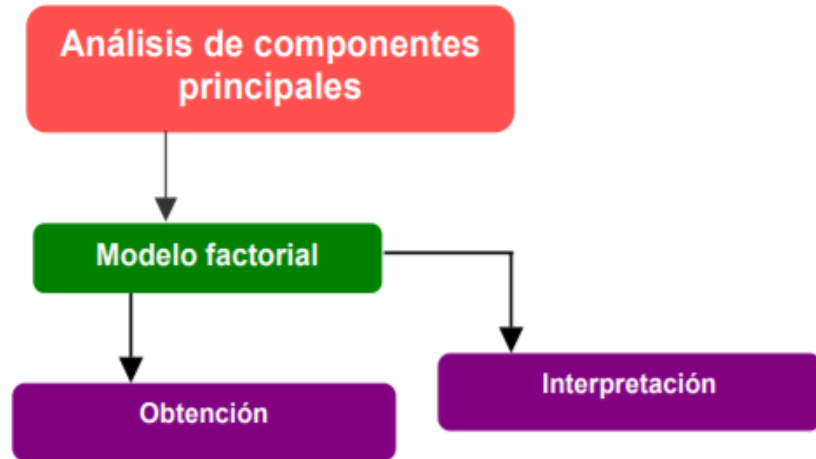 Análisis de componentes
principales
Modelo factorial
Interpretación
Obtención